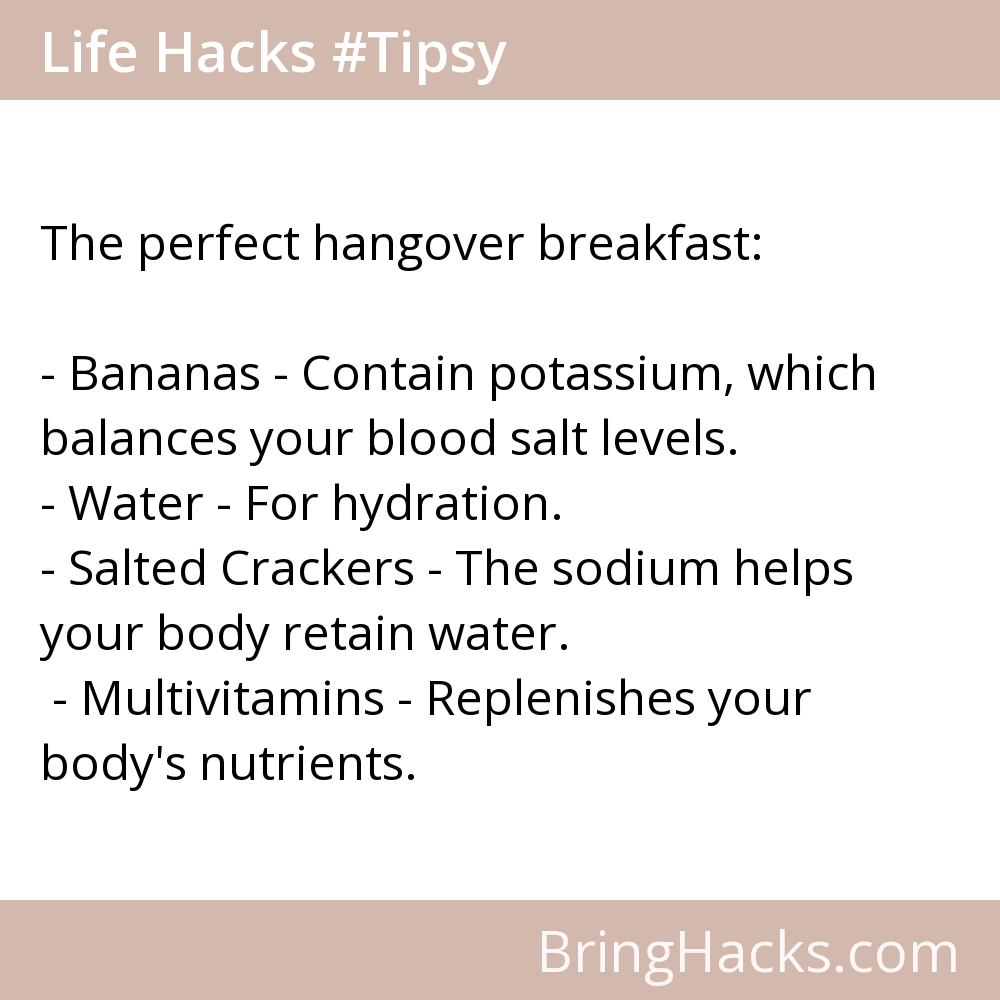 Life Hacks #Tipsy
The perfect hangover breakfast:
- Bananas - Contain potassium, which
balances your blood salt levels.
- Water - For hydration.
- Salted Crackers - The sodium helps
your body retain water.
- Multivitamins - Replenishes your
body's nutrients.
BringHacks.com